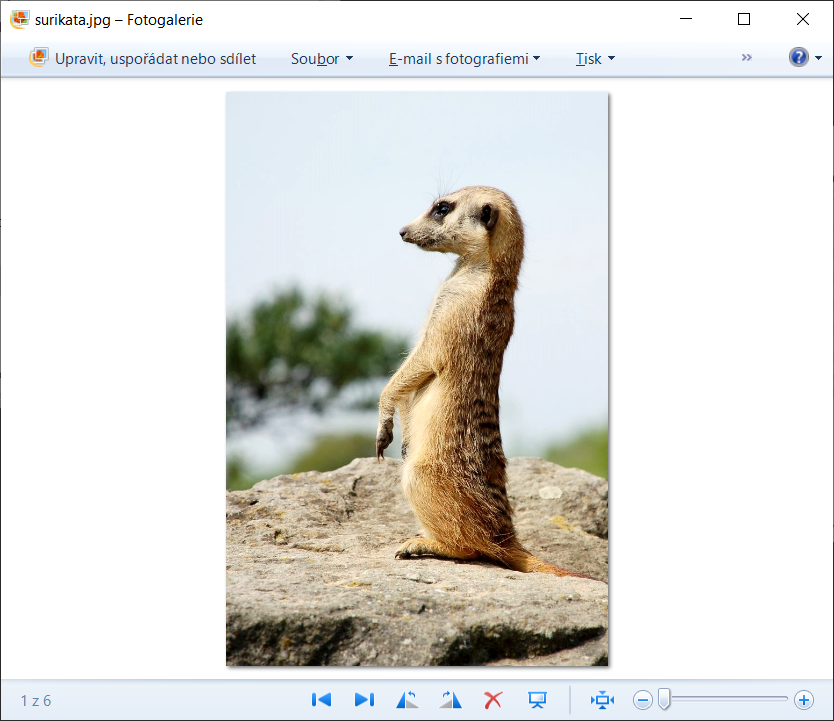 surikata.jpg – Fotogalerie
Upravit, uspořádat nebo sdílet Soubor E-mail s fotografiemi Tisk »
1 z 6